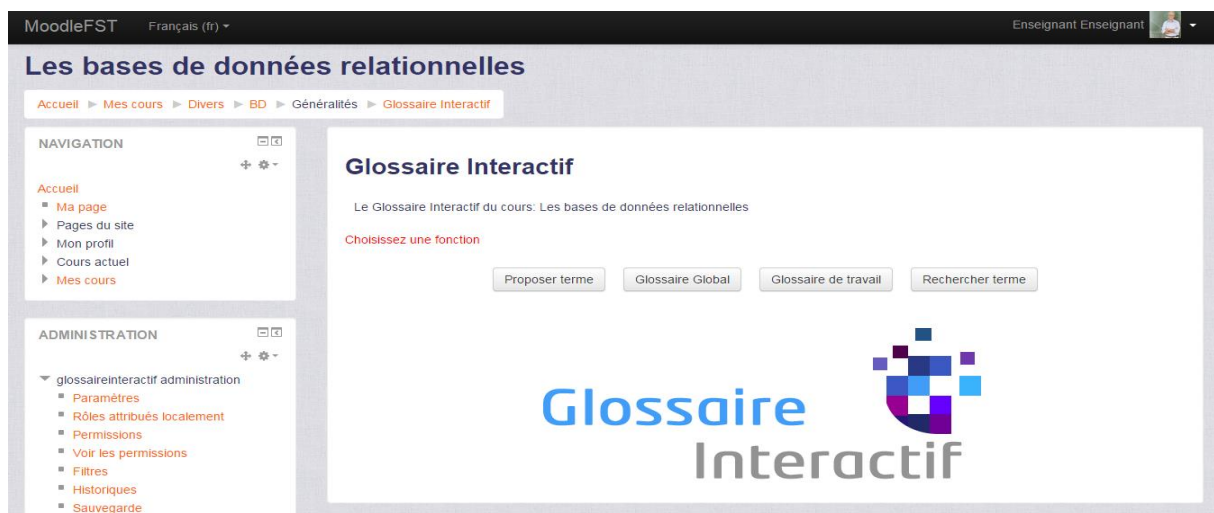 MoodleFST Français (fr) Enseignant Enseignant
Les bases de données relationnelles
Accueil Mes cours Divers BD Généralités Glossaire Interactif
NAVIGATION
Accueil
Ma page
Pages du site
Mon profil
Cours actuel
Mes cours
ADMINISTRATION
glossaireinteractif administration
Paramètres
Rôles attribués localement
Permissions
Voir les permissions
Filtres
Historiques
Sauvegarde
Glossaire Interactif
Le Glossaire Interactif du cours: Les bases de données relationnelles
Choisissez une fonction
Proposer terme Glossaire Global Glossaire de travail Rechercher terme
Glossaire
Interactif